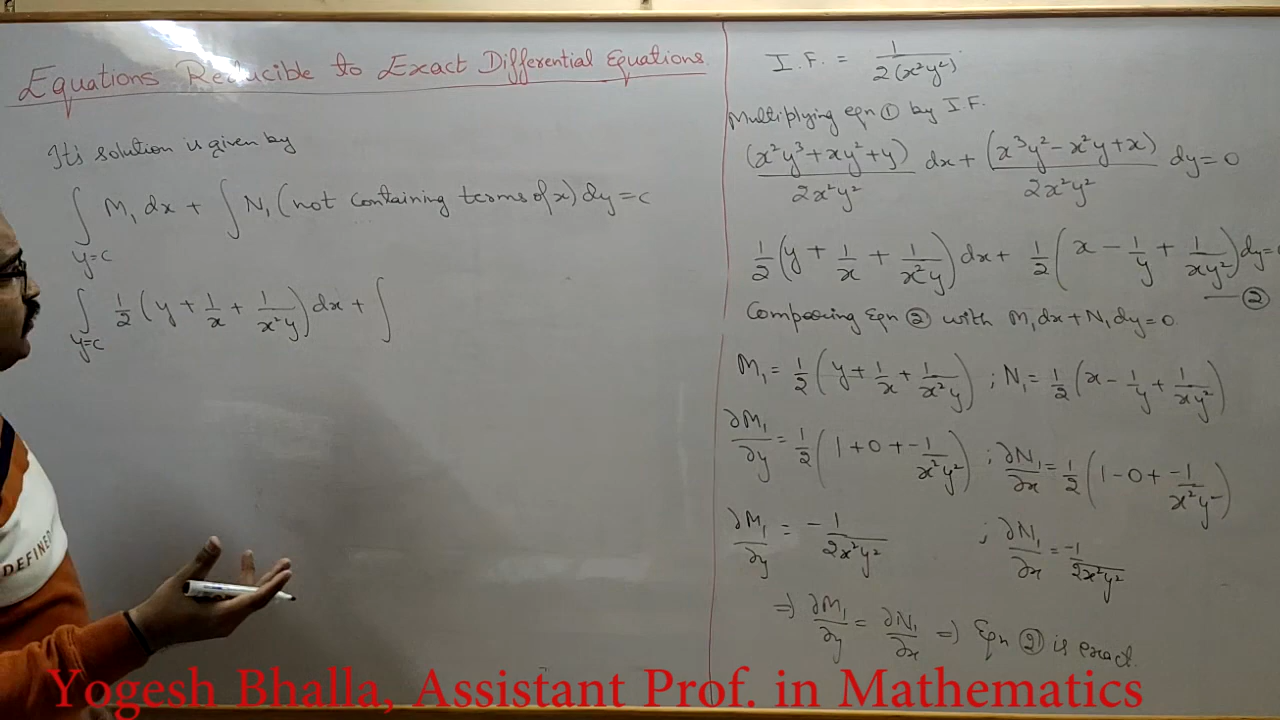 Equations Reducible to Exact Differential Equations
It's solution is given by
∫_{y=c} M₁ dx + ∫ N₁ (not containing terms of x) dy = c
∫_{y=c} 1/2 (y + 1/x + 1/(x²y)) dx + ∫
I.F. = 1/(2(x²y²))
Multiplying eqn ① by I.F.
(x²y³ + xy² + y)/(2x²y²) dx + (x³y² - x²y + x)/(2x²y²) dy = 0
1/2 (y + 1/x + 1/(x²y)) dx + 1/2 (x - 1/y + 1/(xy²)) dy =
— ②
Comparing Eqn ② with M₁dx + N₁dy = 0
M₁ = 1/2 (y + 1/x + 1/(x²y)) ; N₁ = 1/2 (x - 1/y + 1/(xy²))
∂M₁/∂y = 1/2 (1 + 0 + -1/(x²y²)) ; ∂N₁/∂x = 1/2 (1 - 0 + -1/(x²y²))
∂M₁/∂y = - 1/(2x²y²) ; ∂N₁/∂x = -1/(2x²y²)
⇒ ∂M₁/∂y = ∂N₁/∂x ⇒ Eqn ② is exact.
DEFINE
Yogesh Bhalla, Assistant Prof. in Mathematics